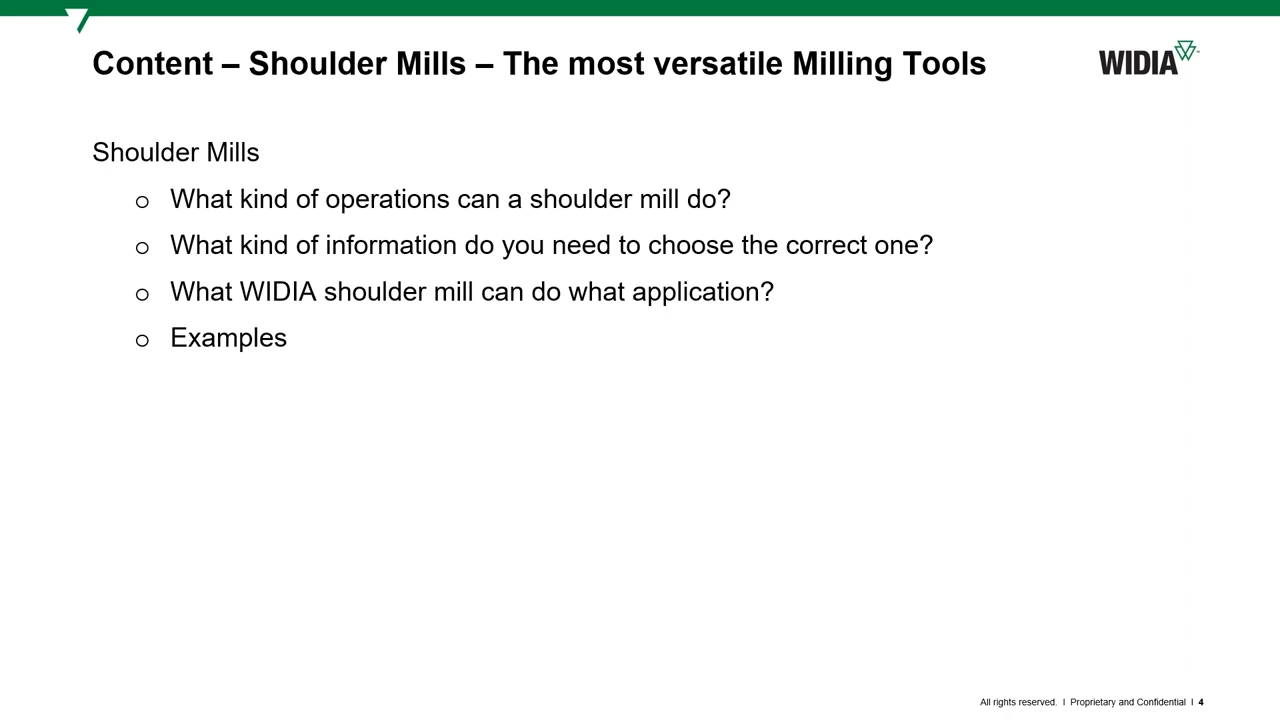 Content – Shoulder Mills – The most versatile Milling Tools
WIDIA
Shoulder Mills
o What kind of operations can a shoulder mill do?
o What kind of information do you need to choose the correct one?
o What WIDIA shoulder mill can do what application?
o Examples
All rights reserved. I Proprietary and Confidential I 4